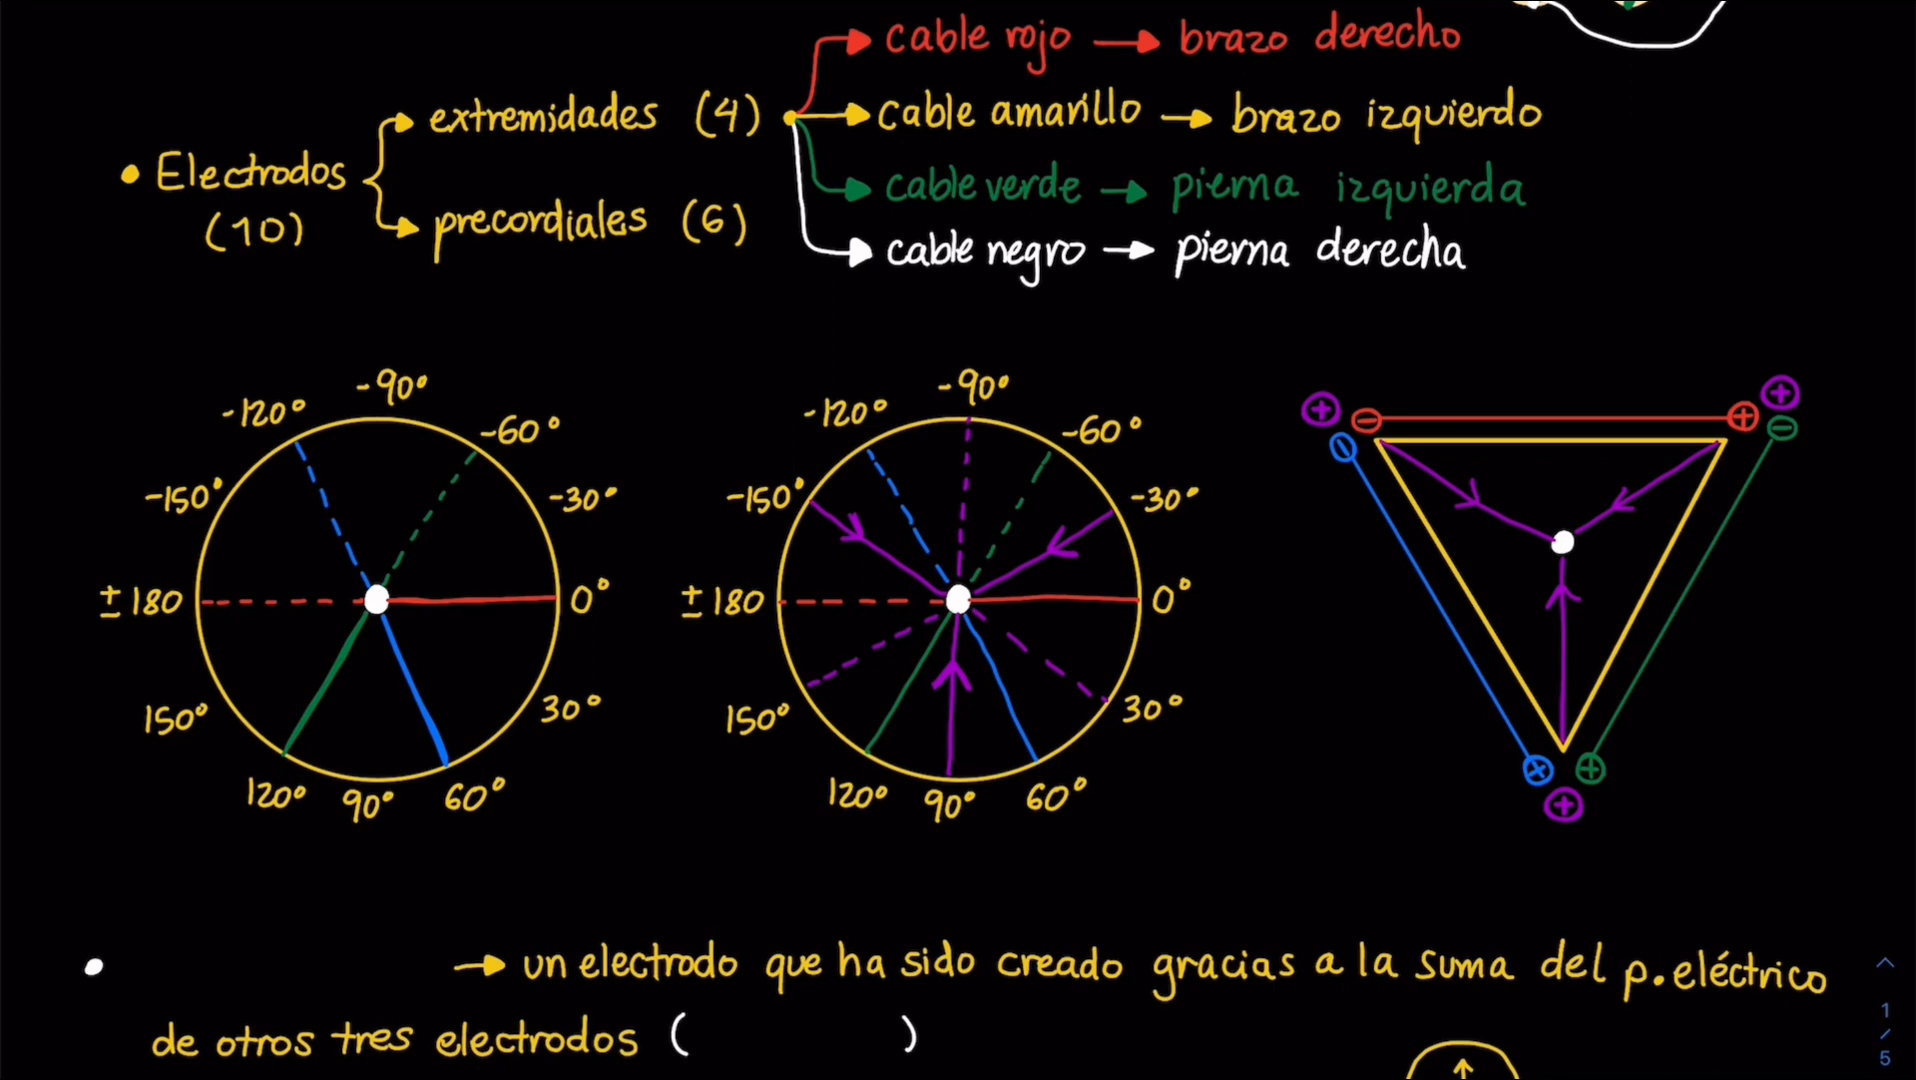 cable rojo → brazo derecho
extremidades (4) cable amarillo → brazo izquierdo
• Electrodos
(10)
cable verde → pierna izquierda
precordiales (6)
cable negro → pierna derecha
-90°
-120° -60°
-150° -30°
±180 0°
150° 30°
120° 90° 60°
-90°
-120° -60°
-150° -30°
±180 0°
150° 30°
120° 90° 60°
+ - + + -
-
+ +
+
• → un electrodo que ha sido creado gracias a la suma del p. eléctrico
de otros tres electrodos ( )
1
/
5